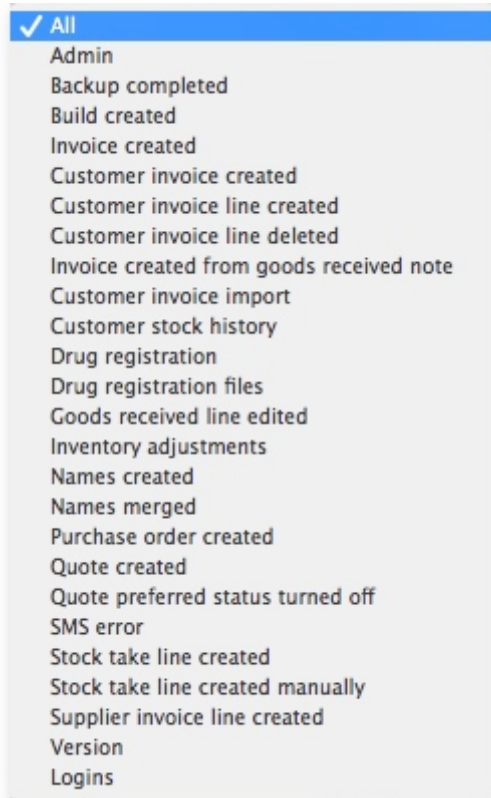 All
Admin
Backup completed
Build created
Invoice created
Customer invoice created
Customer invoice line created
Customer invoice line deleted
Invoice created from goods received note
Customer invoice import
Customer stock history
Drug registration
Drug registration files
Goods received line edited
Inventory adjustments
Names created
Names merged
Purchase order created
Quote created
Quote preferred status turned off
SMS error
Stock take line created
Stock take line created manually
Supplier invoice line created
Version
Logins